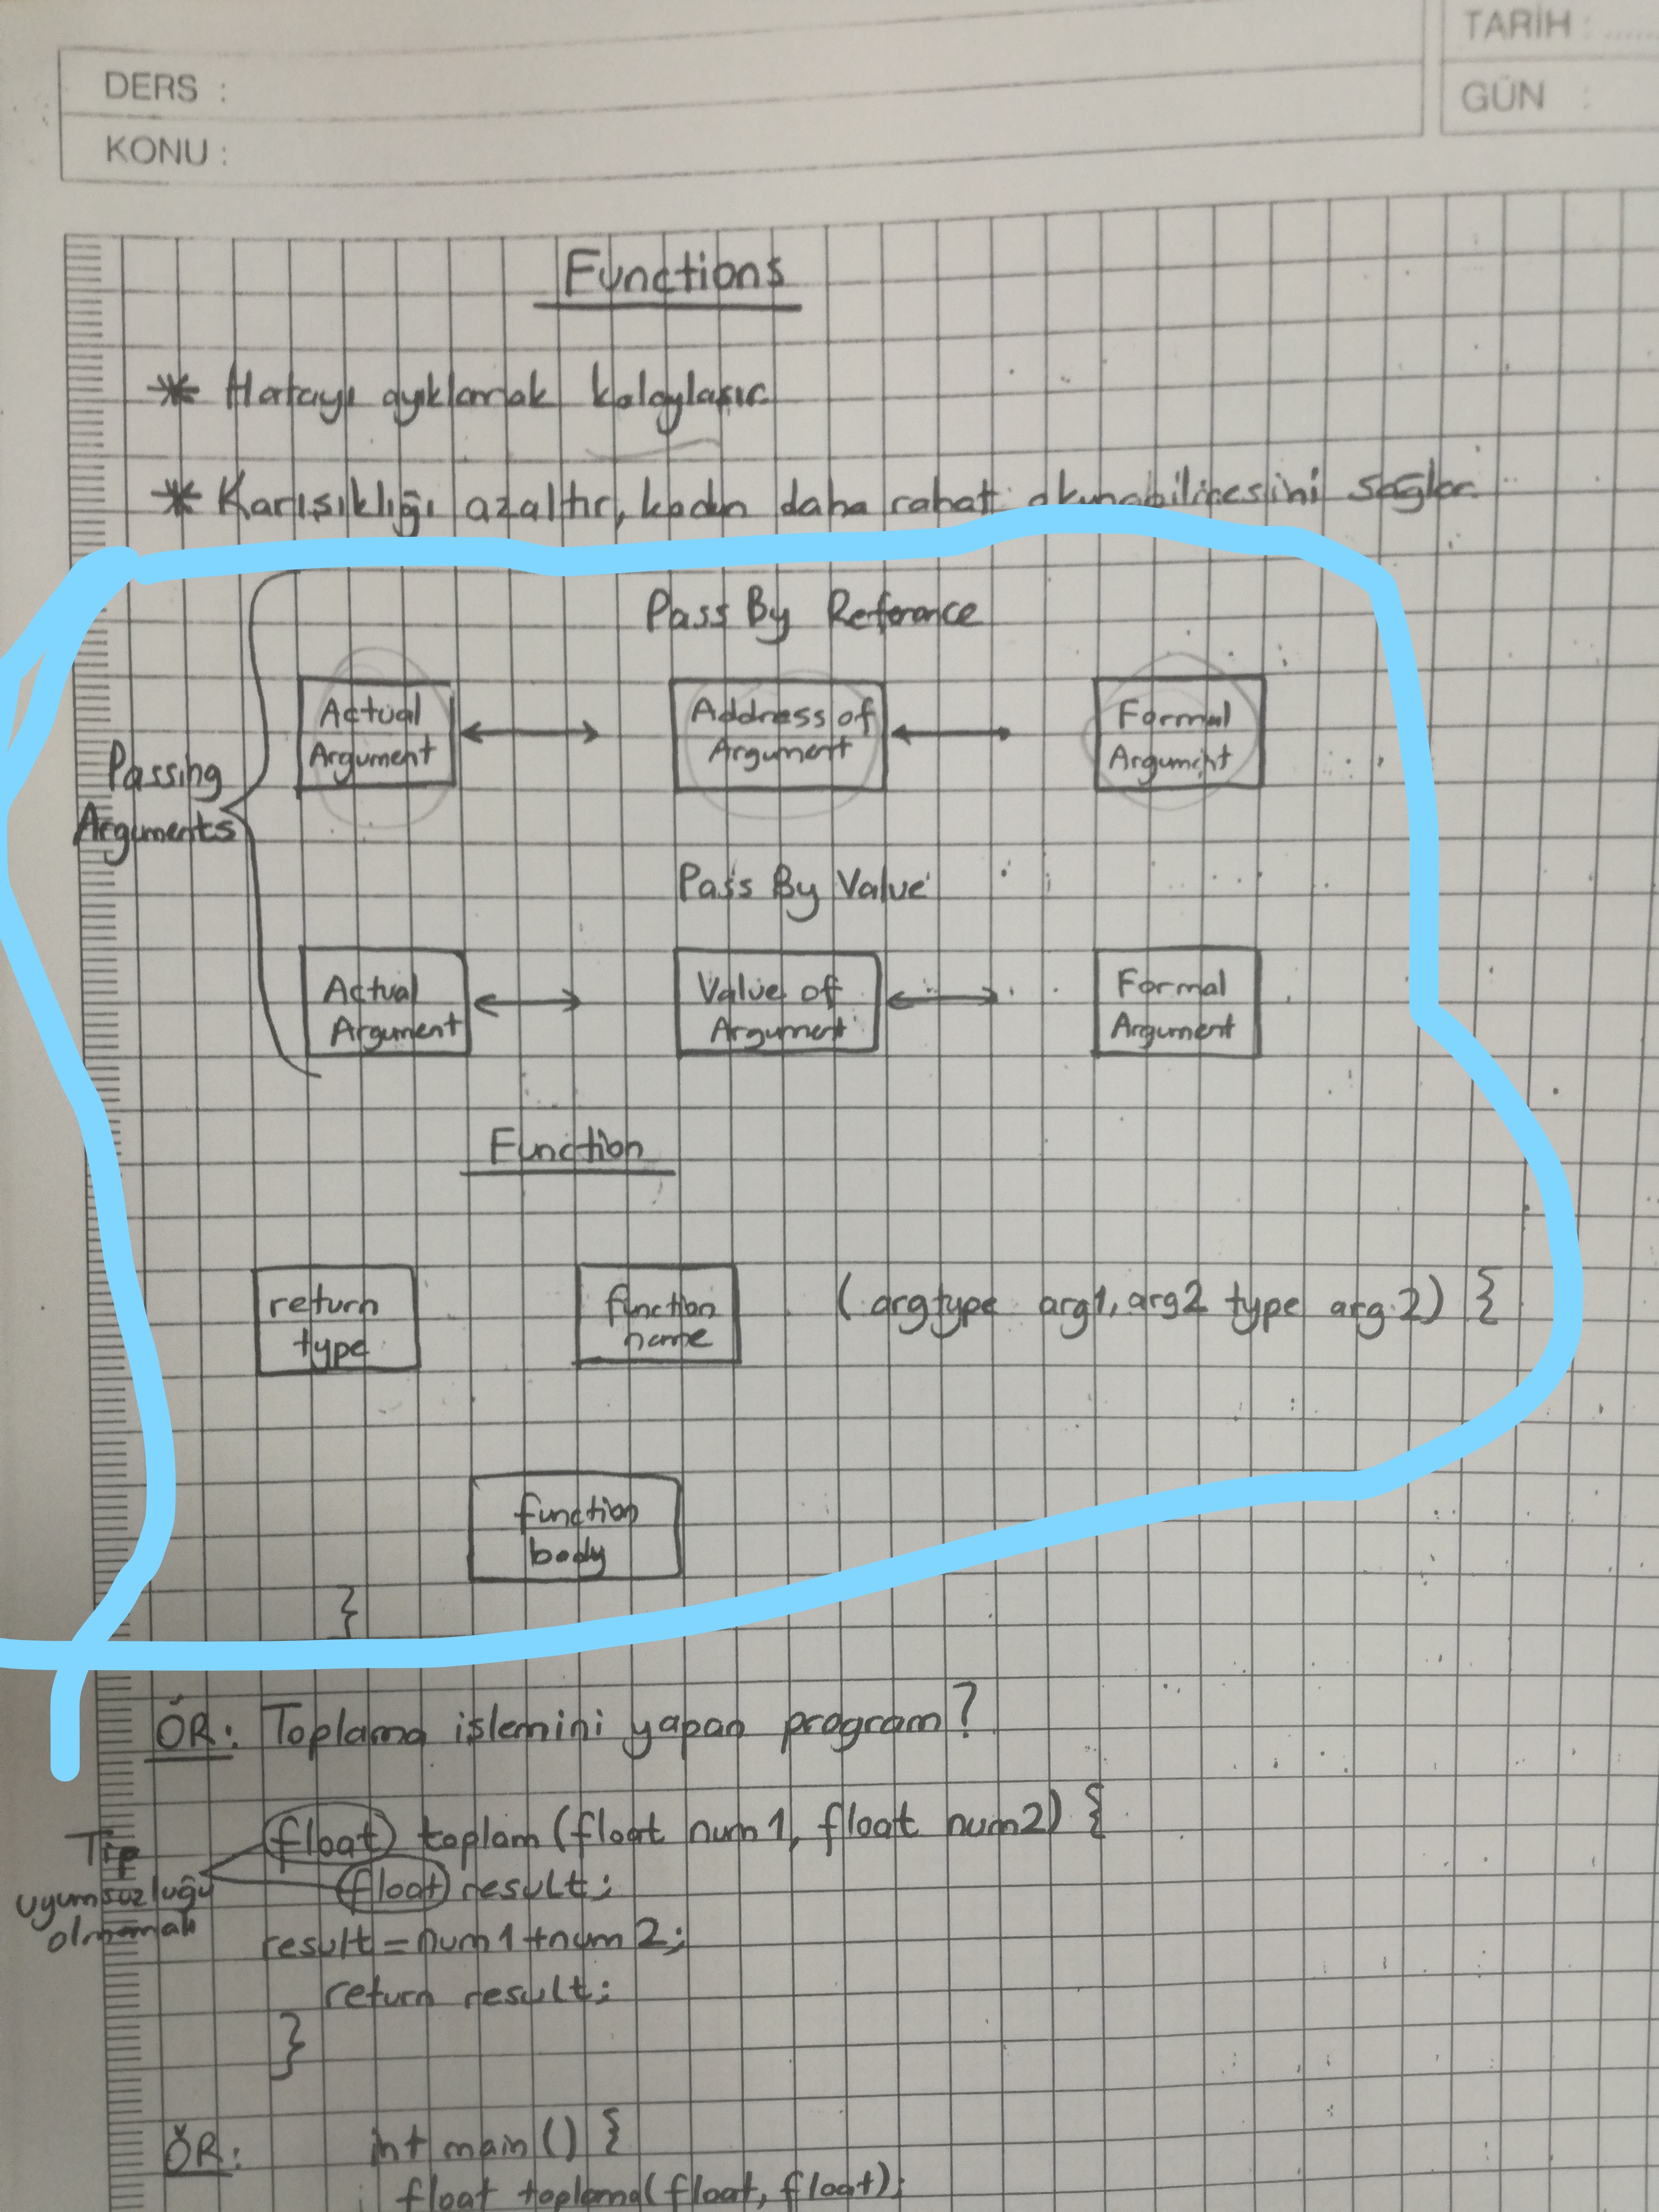 DERS :
KONU :
TARİH :
GÜN :
Functions
* Hatayı ayıklamak kolaylaşır.
* Karışıklığı azaltır, kodun daha rahat okunabilmesini sağlar.
Pass By Reference
Passing Arguments
Actual Argument
Address of Argument
Formal Argument
Pass By Value
Actual Argument
Value of Argument
Formal Argument
Function
return type
function name
(argtype arg1, arg2 type arg2) {
function body
}
ÖR: Toplama işlemini yapan program?
Tip uyumsuzluğu olmamalı
float toplam (float num1, float num2) {
float result;
result = num1+num2;
return result;
}
ÖR: int main () {
float toplama(float, float);